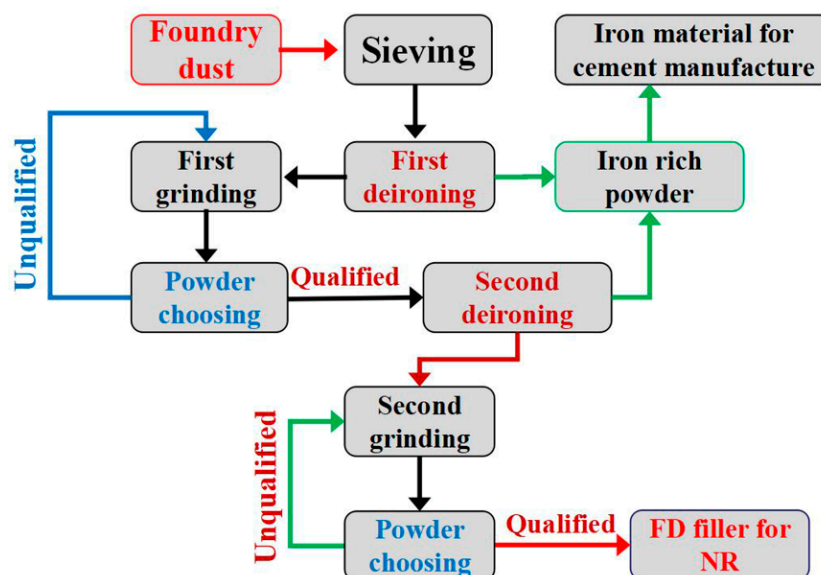 Foundry
dust
Sieving
Iron material for
cement manufacture
Unqualified
First
grinding
First
deironing
Iron rich
powder
Powder
choosing
Qualified
Second
deironing
Second
grinding
Unqualified
Powder
choosing
Qualified
FD filler for
NR